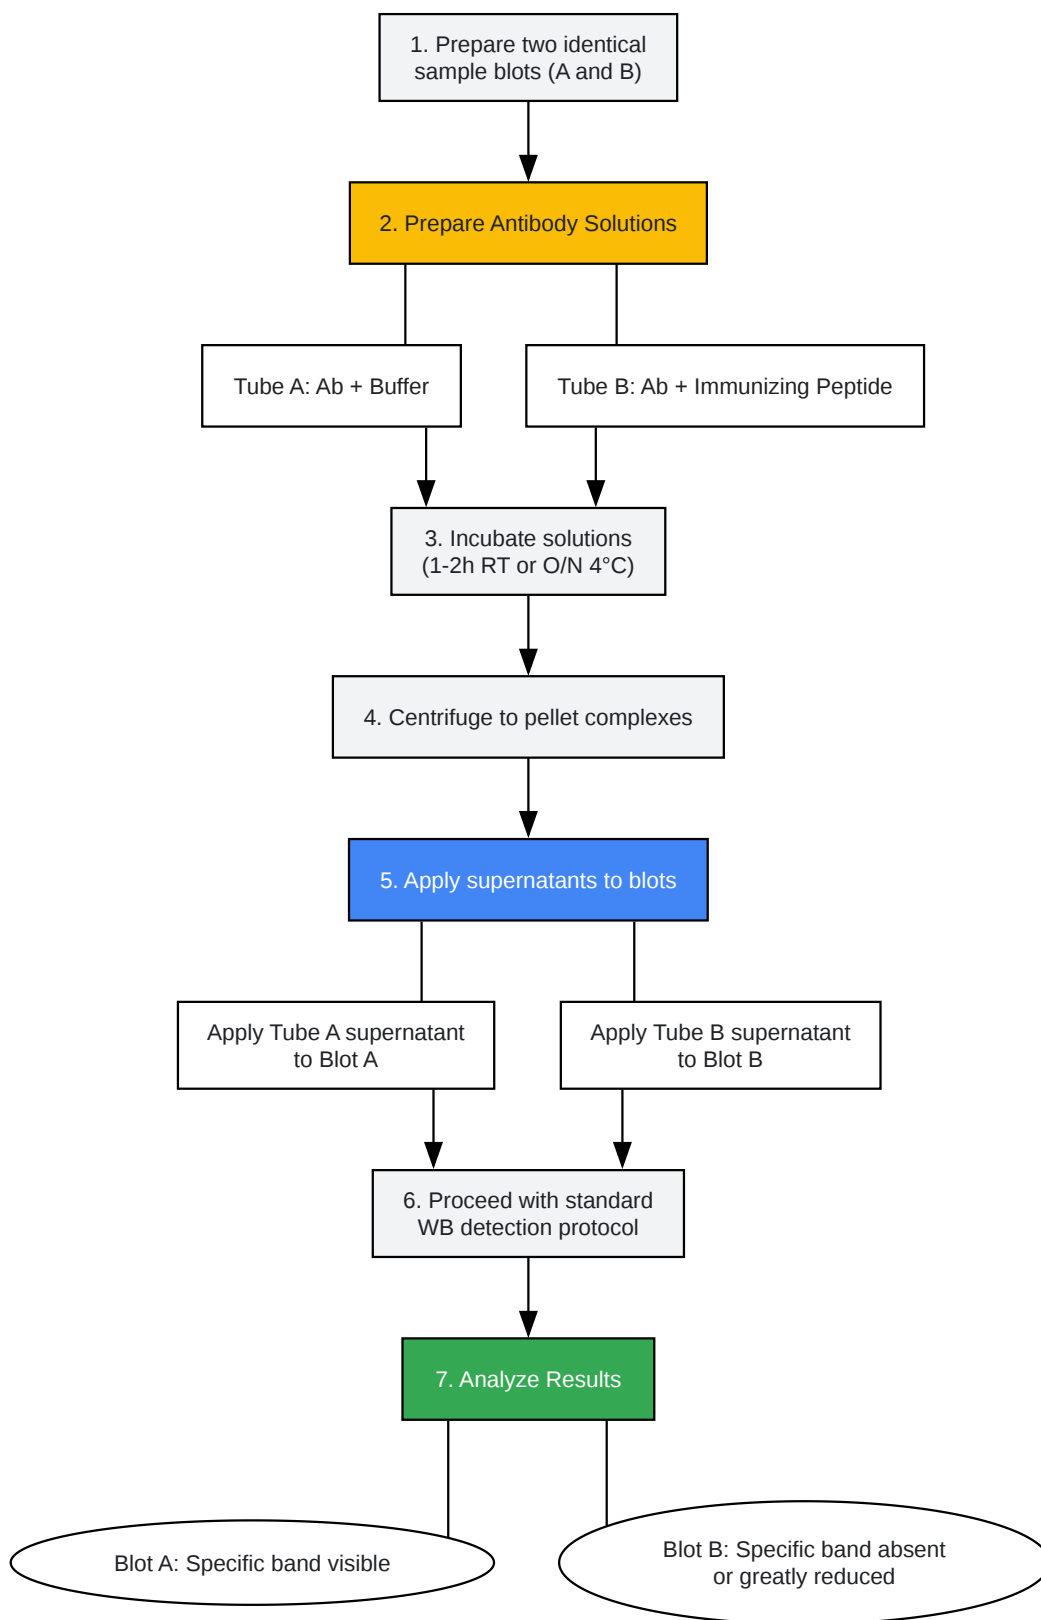 1. Prepare two identical
sample blots (A and B)
2. Prepare Antibody Solutions
Tube A: Ab + Buffer
Tube B: Ab + Immunizing Peptide
3. Incubate solutions
(1-2h RT or O/N 4°C)
4. Centrifuge to pellet complexes
5. Apply supernatants to blots
Apply Tube A supernatant
to Blot A
Apply Tube B supernatant
to Blot B
6. Proceed with standard
WB detection protocol
7. Analyze Results
Blot A: Specific band visible
Blot B: Specific band absent
or greatly reduced